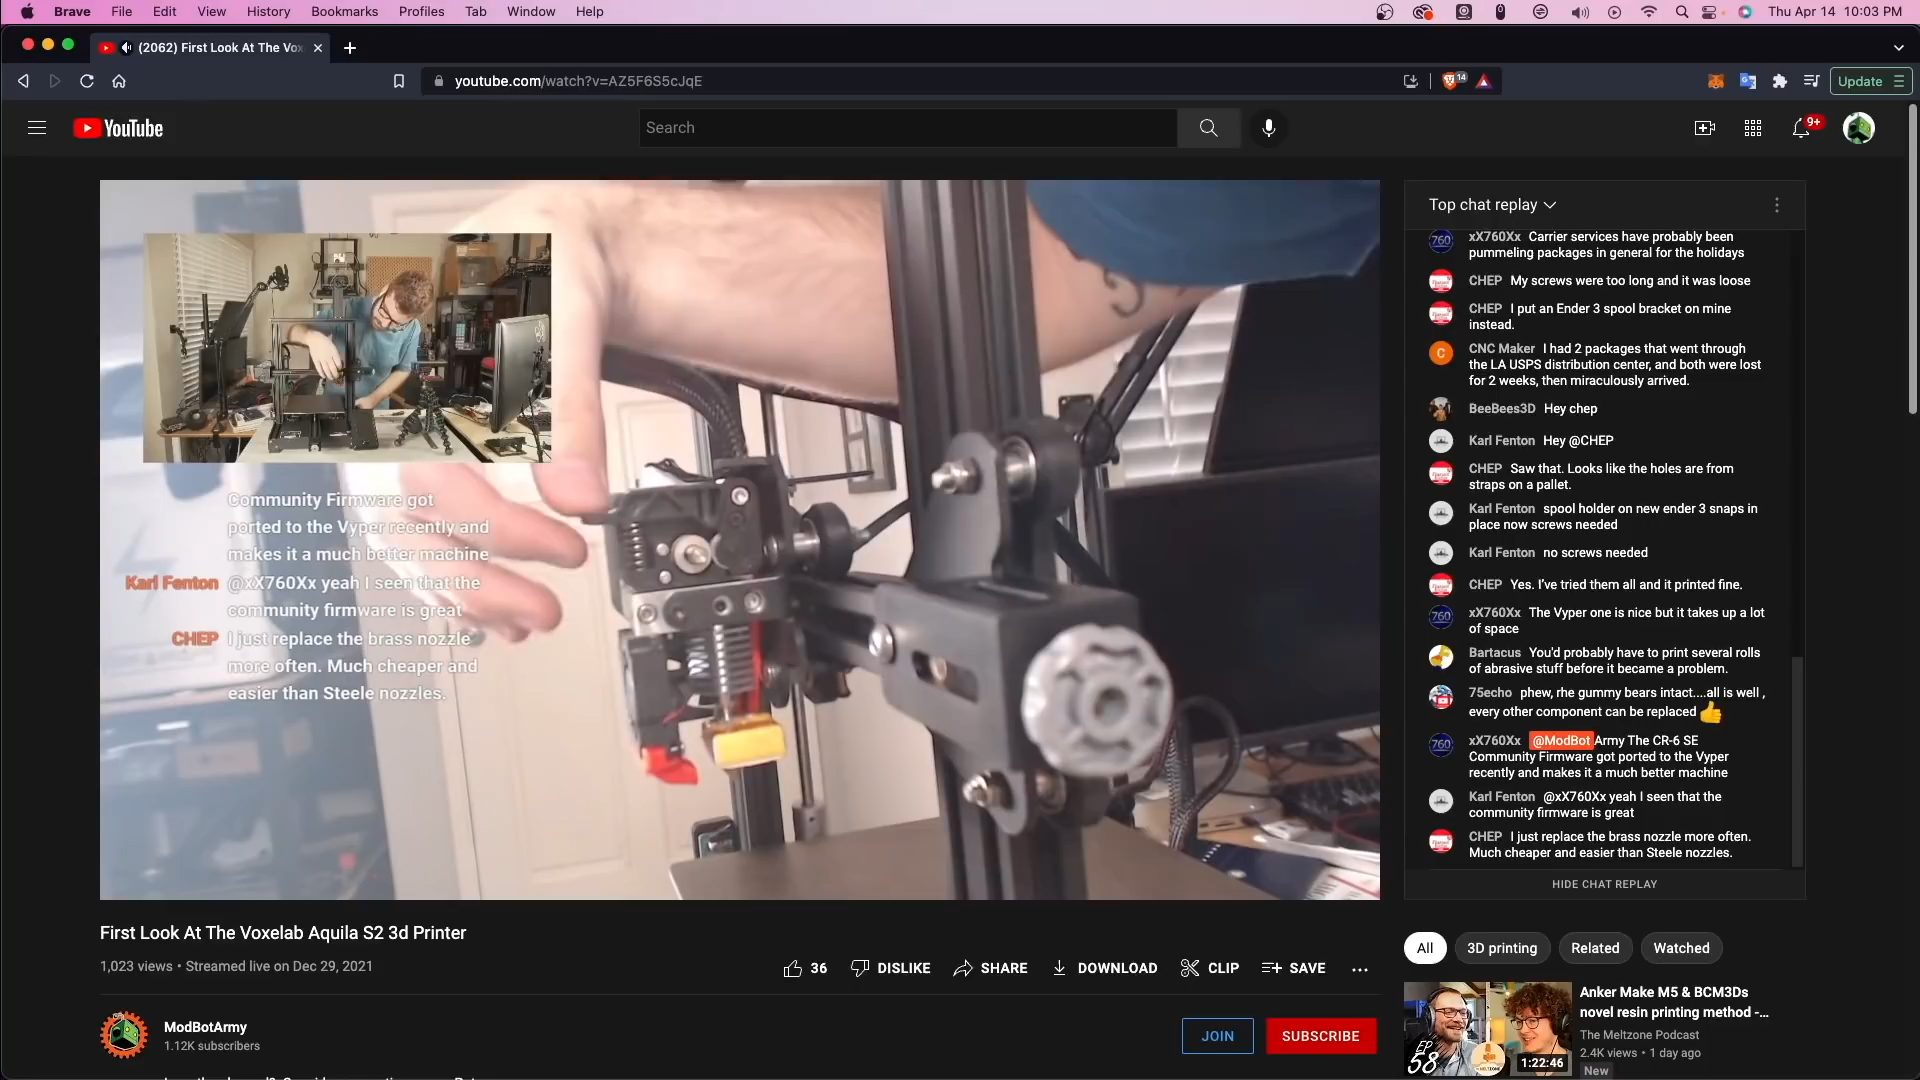 Brave File Edit View History Bookmarks Profiles Tab Window Help Thu Apr 14 10:03 PM
(2062) First Look At The Vox
youtube.com/watch?v=AZ5F6S5cJqE 14 Update
YouTube Search 9+
Community Firmware got
ported to the Vyper recently and
makes it a much better machine
Karl Fenton @xX760Xx yeah I seen that the
community firmware is great
CHEP I just replace the brass nozzle
more often. Much cheaper and
easier than Steele nozzles.
Top chat replay
760 xX760Xx Carrier services have probably been
pummeling packages in general for the holidays
CHEP My screws were too long and it was loose
CHEP I put an Ender 3 spool bracket on mine
instead.
C CNC Maker I had 2 packages that went through
the LA USPS distribution center, and both were lost
for 2 weeks, then miraculously arrived.
BeeBees3D Hey chep
Karl Fenton Hey @CHEP
CHEP Saw that. Looks like the holes are from
straps on a pallet.
Karl Fenton spool holder on new ender 3 snaps in
place now screws needed
Karl Fenton no screws needed
CHEP Yes. I've tried them all and it printed fine.
760 xX760Xx The Vyper one is nice but it takes up a lot
of space
Bartacus You'd probably have to print several rolls
of abrasive stuff before it became a problem.
75echo phew, rhe gummy bears intact....all is well ,
every other component can be replaced
760 xX760Xx @ModBot Army The CR-6 SE
Community Firmware got ported to the Vyper
recently and makes it a much better machine
Karl Fenton @xX760Xx yeah I seen that the
community firmware is great
CHEP I just replace the brass nozzle more often.
Much cheaper and easier than Steele nozzles.
HIDE CHAT REPLAY
First Look At The Voxelab Aquila S2 3d Printer
1,023 views • Streamed live on Dec 29, 2021
36 DISLIKE SHARE DOWNLOAD CLIP SAVE ...
ModBotArmy
1.12K subscribers
JOIN SUBSCRIBE
All 3D printing Related Watched
Anker Make M5 & BCM3Ds
novel resin printing method -...
The Meltzone Podcast
2.4K views • 1 day ago
New
EP
58
1:22:46